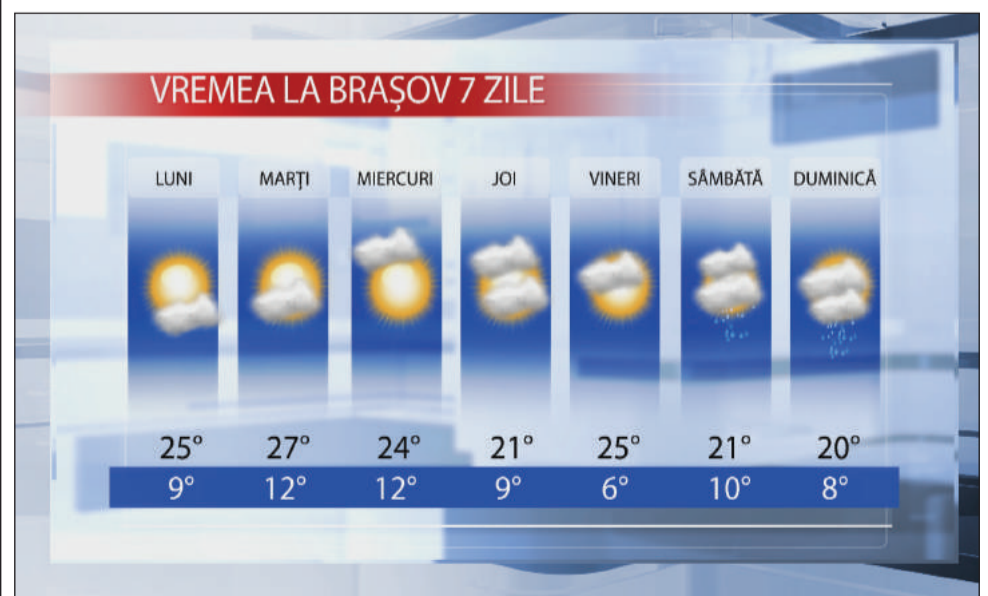 VREMEA LA BRAȘOV 7 ZILE
LUNI MARȚI MIERCURI JOI VINERI SÂMBĂTĂ DUMINICĂ
25° 27° 24° 21° 25° 21° 20°
9° 12° 12° 9° 6° 10° 8°